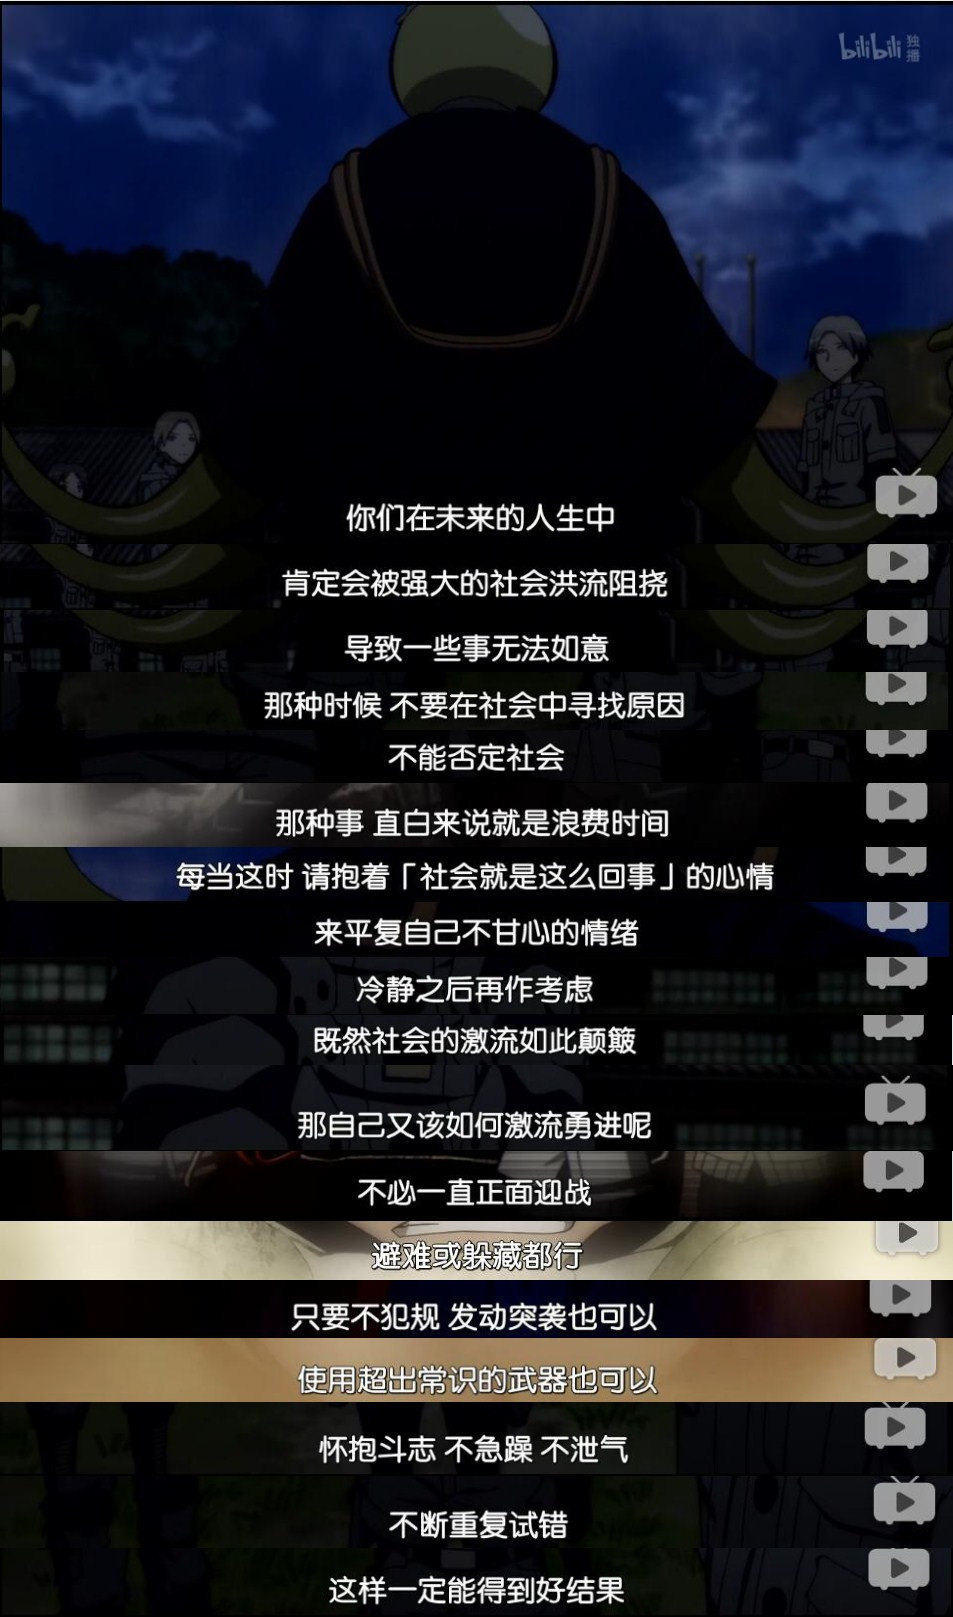 bilibili 独播
你们在未来的人生中
肯定会被强大的社会洪流阻挠
导致一些事无法如意
那种时候 不要在社会中寻找原因
不能否定社会
那种事 直白来说就是浪费时间
每当这时 请抱着「社会就是这么回事」的心情
来平复自己不甘心的情绪
冷静之后再作考虑
既然社会的激流如此颠簸
那自己又该如何激流勇进呢
不必一直正面迎战
避难或躲藏都行
只要不犯规 发动突袭也可以
使用超出常识的武器也可以
怀抱斗志 不急躁 不泄气
不断重复试错
这样一定能得到好结果